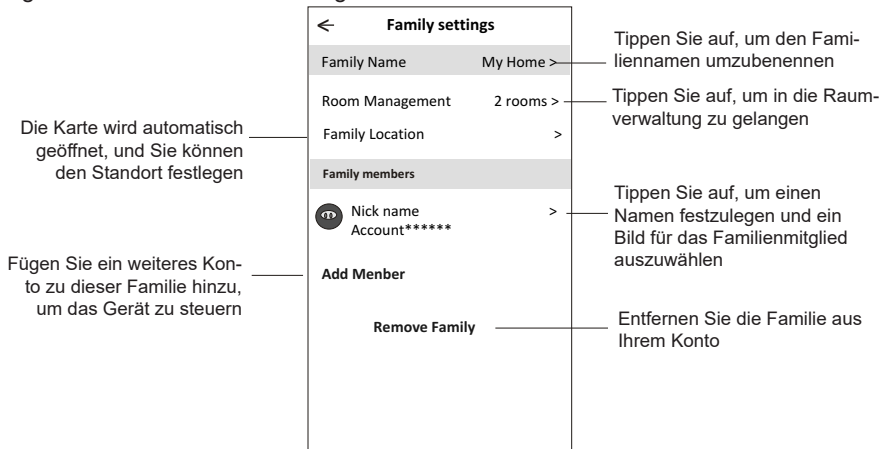 Family settings
Family Name My Home >
Room Management 2 rooms >
Family Location >
Family members
Nick name >
Account******
Add Menber
Remove Family
Die Karte wird automatisch
geöffnet, und Sie können
den Standort festlegen
Fügen Sie ein weiteres Kon-
to zu dieser Familie hinzu,
um das Gerät zu steuern
Tippen Sie auf, um den Fami-
liennamen umzubenennen
Tippen Sie auf, um in die Raum-
verwaltung zu gelangen
Tippen Sie auf, um einen
Namen festzulegen und ein
Bild für das Familienmitglied
auszuwählen
Entfernen Sie die Familie aus
Ihrem Konto